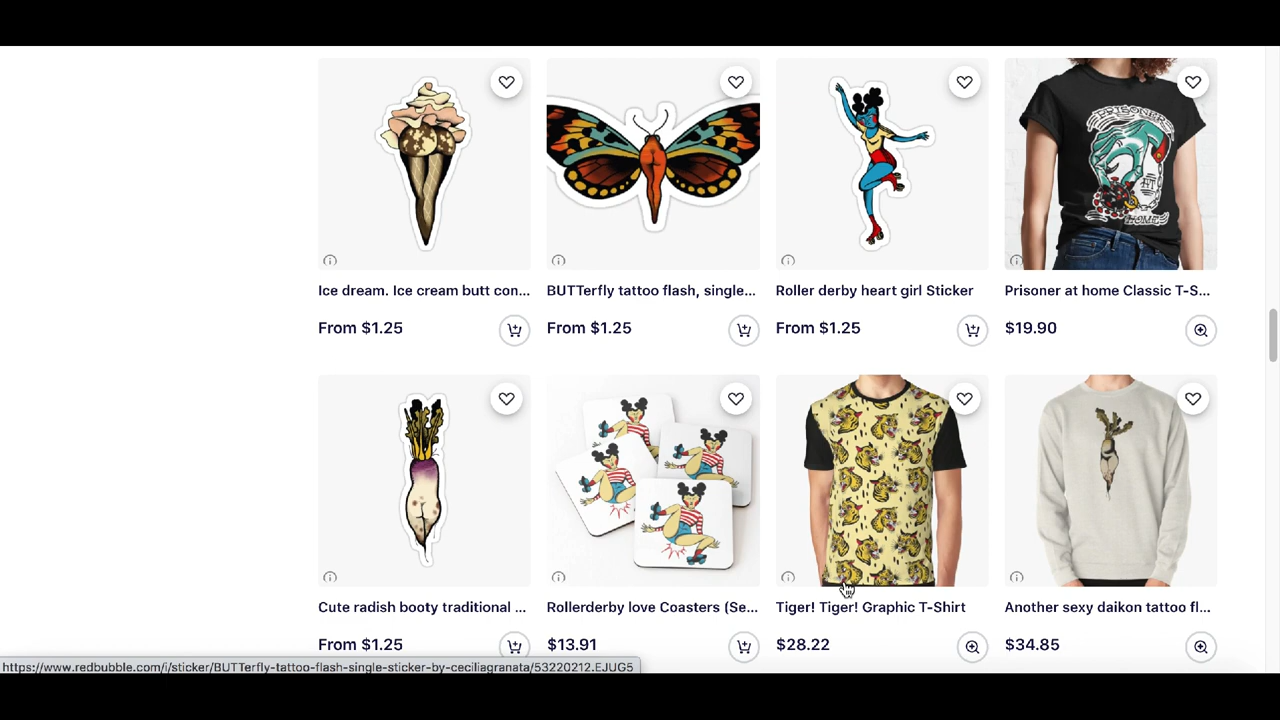 PRISONERS
HOME
Ice dream. Ice cream butt con...
BUTTerfly tattoo flash, single...
Roller derby heart girl Sticker
Prisoner at home Classic T-S...
From $1.25
From $1.25
From $1.25
$19.90
Cute radish booty traditional ...
Rollerderby love Coasters (Se...
Tiger! Tiger! Graphic T-Shirt
Another sexy daikon tattoo fl...
From $1.25
$13.91
$28.22
$34.85
https://www.redbubble.com/i/sticker/BUTTerfly-tattoo-flash-single-sticker-by-ceciliagranata/53220212.EJUG5